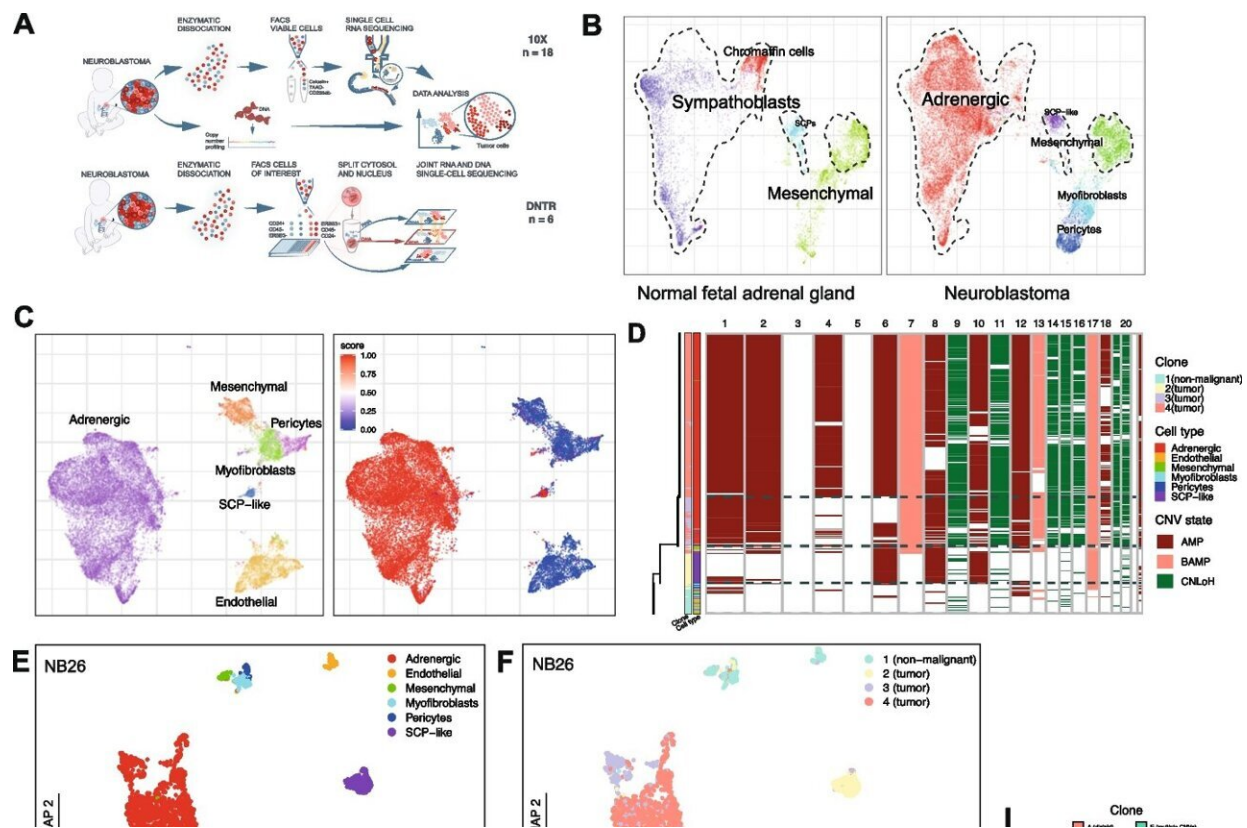 A
ENZYMATIC
DISSOCIATION
FACS
VIABLE CELLS
SINGLE CELL
RNA SEQUENCING
10X
n = 18
NEUROBLASTOMA
DATA ANALYSIS
DNA
Copy
number
profiling
Tumor cells
ENZYMATIC
DISSOCIATION
FACS CELLS
OF INTEREST
SPLIT CYTOSOL
AND NUCLEUS
JOINT RNA AND DNA
SINGLE-CELL SEQUENCING
NEUROBLASTOMA
DNTR
n = 6
CD24+
CD45-
B
Chromaffin cells
Sympathoblasts
SCPs
Mesenchymal
Normal fetal adrenal gland
Adrenergic
SCP-like
Mesenchymal
Myofibroblasts
Pericytes
Neuroblastoma
C
Mesenchymal
Adrenergic
Pericytes
Myofibroblasts
SCP-like
Endothelial
score
1.00
0.75
0.50
0.25
0.00
D
1 2 3 4 5 6 7 8 9 10 11 12 13 14 15 16 17 18 20
Clone
1(non-malignant)
2(tumor)
3(tumor)
4(tumor)
Cell type
Adrenergic
Endothelial
Mesenchymal
Myofibroblasts
Pericytes
SCP-like
CNV state
AMP
BAMP
CNLoH
Clone
Cell type
E
NB26
Adrenergic
Endothelial
Mesenchymal
Myofibroblasts
Pericytes
SCP-like
AP 2
F
NB26
1 (non-malignant)
2 (tumor)
3 (tumor)
4 (tumor)
AP 2
Clone